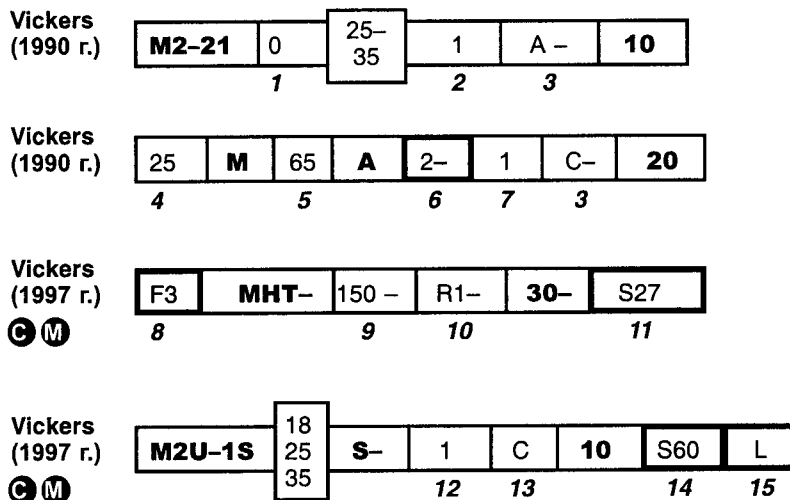 Vickers
(1990 г.)
M2–21 0 25– 35 1 A – 10
1 2 3
Vickers
(1990 г.)
25 M 65 A 2– 1 C– 20
4 5 6 7 3
Vickers
(1997 г.)
C M
F3 MHT– 150 – R1– 30– S27
8 9 10 11
Vickers
(1997 г.)
C M
M2U–1S 18 25 35 S– 1 C 10 S60 L
12 13 14 15